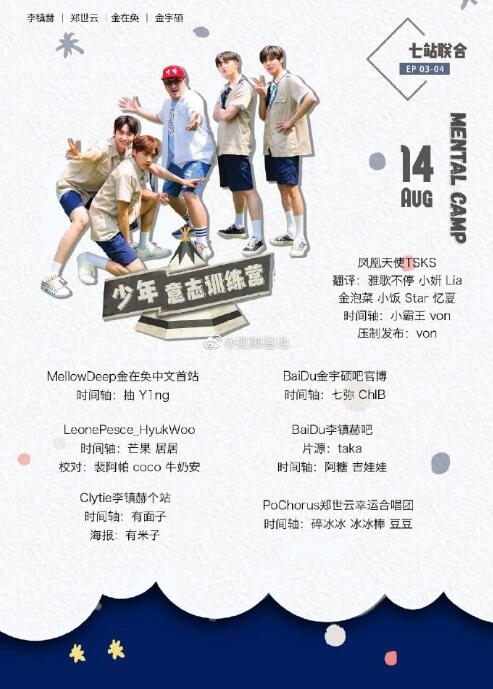 李镇赫 | 郑世云 | 金在奂 | 金宇硕
七站联合
EP 03-04
MENTAL CAMP
14
AUG
少年意志训练营
凤凰天使TSKS
翻译：雅歌不停 小妍 Lia
金泡菜 小饭 Star 忆夏
时间轴：小霸王 von
压制发布：von
MellowDeep金在奂中文首站
时间轴：抽 Y1ng
BaiDu金宇硕吧官博
时间轴：七弥 ChlB
LeonePesce_HyukWoo
时间轴：芒果 居居
校对：裴阿帕 coco 牛奶安
BaiDu李镇赫吧
片源：taka
时间轴：阿糖 吉娃娃
Clytie李镇赫个站
时间轴：有面子
海报：有米子
PoChorus郑世云幸运合唱团
时间轴：碎冰冰 冰冰棒 豆豆